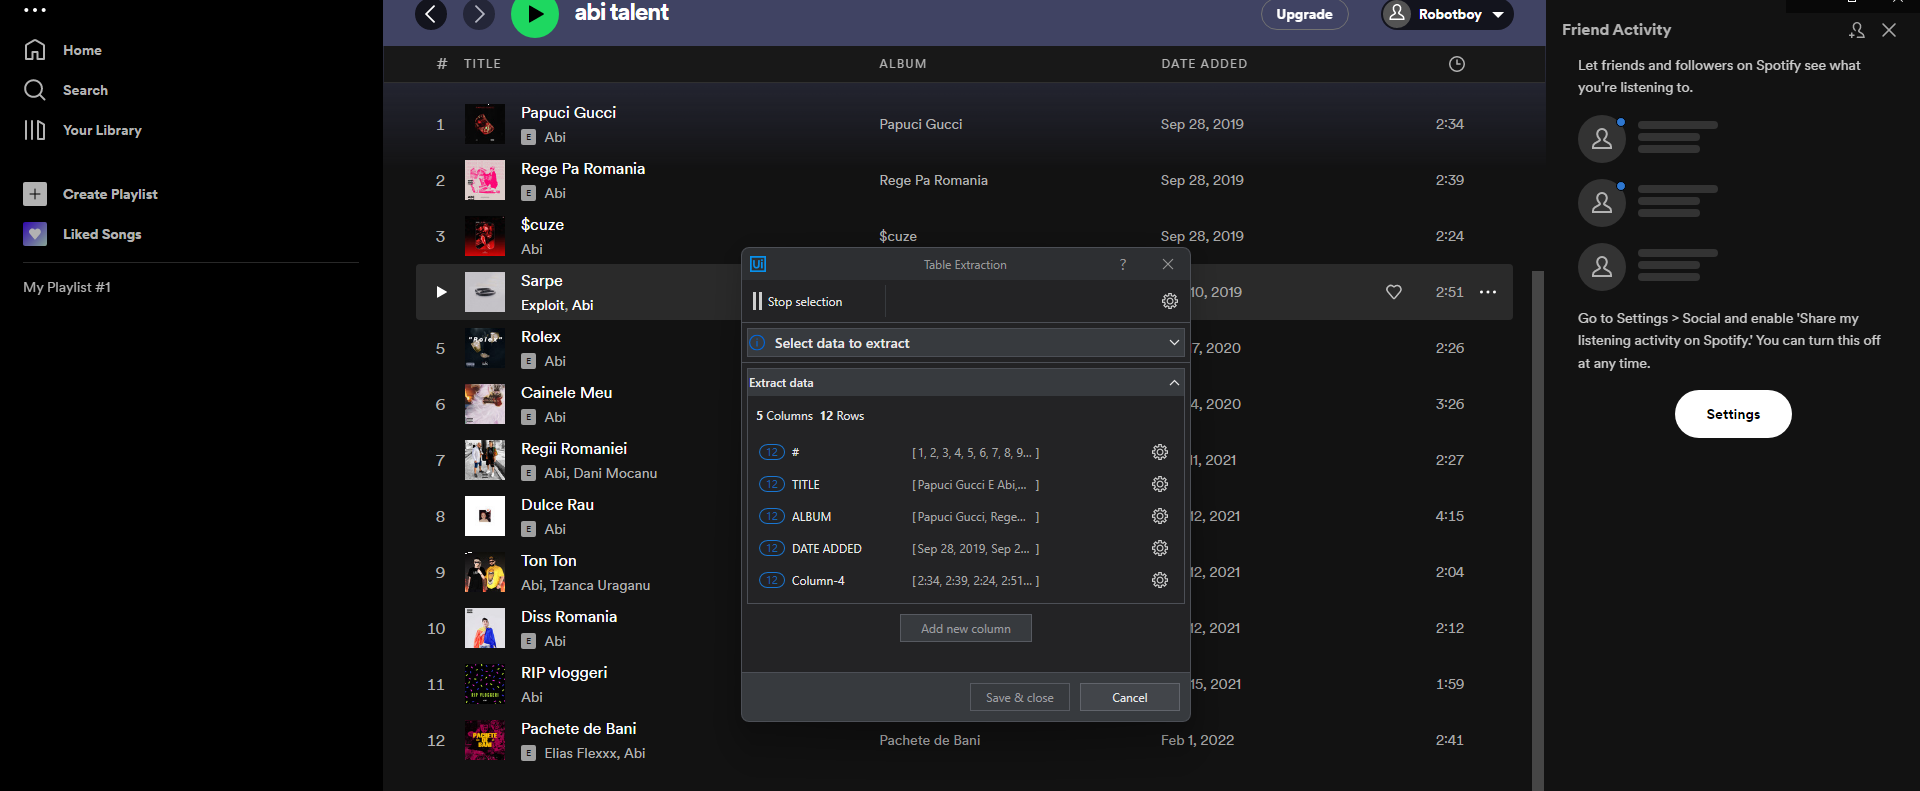 Home
Search
Your Library
Create Playlist
Liked Songs
My Playlist #1
abi talent
Upgrade
Robotboy
# TITLE ALBUM DATE ADDED
1 Papuci Gucci Papuci Gucci Sep 28, 2019 2:34
E Abi
2 Rege Pa Romania Rege Pa Romania Sep 28, 2019 2:39
E Abi
3 $cuze $cuze Sep 28, 2019 2:24
Abi
Sarpe 10, 2019 2:51
Exploit, Abi
5 Rolex 7, 2020 2:26
E Abi
6 Cainele Meu 4, 2020 3:26
E Abi
7 Regii Romaniei 11, 2021 2:27
E Abi, Dani Mocanu
8 Dulce Rau 12, 2021 4:15
E Abi
9 Ton Ton 12, 2021 2:04
Abi, Tzanca Uraganu
10 Diss Romania 12, 2021 2:12
E Abi
11 RIP vloggeri 15, 2021 1:59
Abi
12 Pachete de Bani Pachete de Bani Feb 1, 2022 2:41
E Elias Flexxx, Abi
"Rolex"
RIP VLOGGERI
PACHETE DE BANI
Ui Table Extraction ?
Stop selection
Select data to extract
Extract data
5 Columns 12 Rows
12 # [ 1, 2, 3, 4, 5, 6, 7, 8, 9... ]
12 TITLE [ Papuci Gucci E Abi,... ]
12 ALBUM [ Papuci Gucci, Rege... ]
12 DATE ADDED [ Sep 28, 2019, Sep 2... ]
12 Column-4 [ 2:34, 2:39, 2:24, 2:51... ]
Add new column
Save & close
Cancel
Friend Activity
Let friends and followers on Spotify see what
you're listening to.
Go to Settings > Social and enable 'Share my
listening activity on Spotify.' You can turn this off
at any time.
Settings